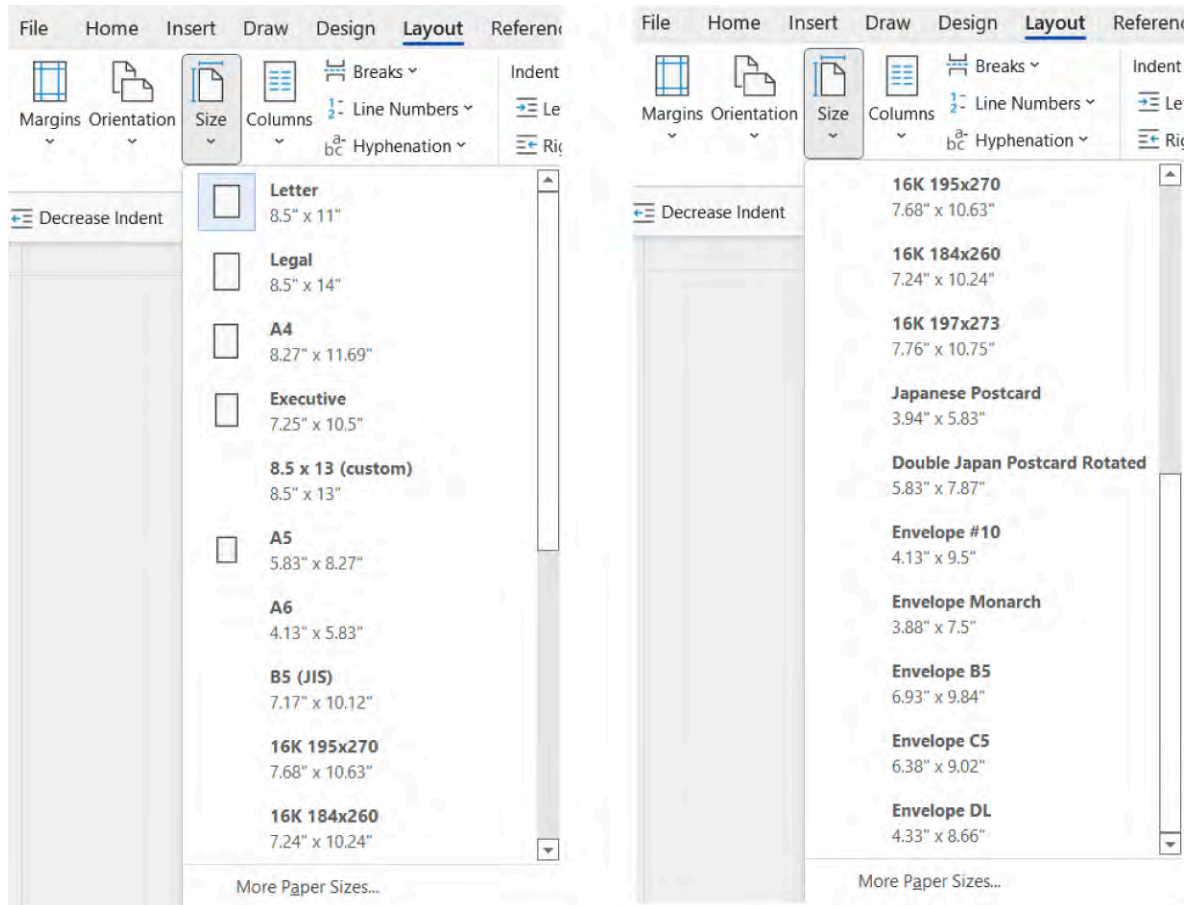 File Home Insert Draw Design Layout Referenc
Margins Orientation Size Columns
Breaks
Line Numbers
Hyphenation
Indent
Le
Rig
Decrease Indent
Letter
8.5" x 11"
Legal
8.5" x 14"
A4
8.27" x 11.69"
Executive
7.25" x 10.5"
8.5 x 13 (custom)
8.5" x 13"
A5
5.83" x 8.27"
A6
4.13" x 5.83"
B5 (JIS)
7.17" x 10.12"
16K 195x270
7.68" x 10.63"
16K 184x260
7.24" x 10.24"
More Paper Sizes...
File Home Insert Draw Design Layout Referenc
Margins Orientation Size Columns
Breaks
Line Numbers
Hyphenation
Indent
Le
Rig
Decrease Indent
16K 195x270
7.68" x 10.63"
16K 184x260
7.24" x 10.24"
16K 197x273
7.76" x 10.75"
Japanese Postcard
3.94" x 5.83"
Double Japan Postcard Rotated
5.83" x 7.87"
Envelope #10
4.13" x 9.5"
Envelope Monarch
3.88" x 7.5"
Envelope B5
6.93" x 9.84"
Envelope C5
6.38" x 9.02"
Envelope DL
4.33" x 8.66"
More Paper Sizes...